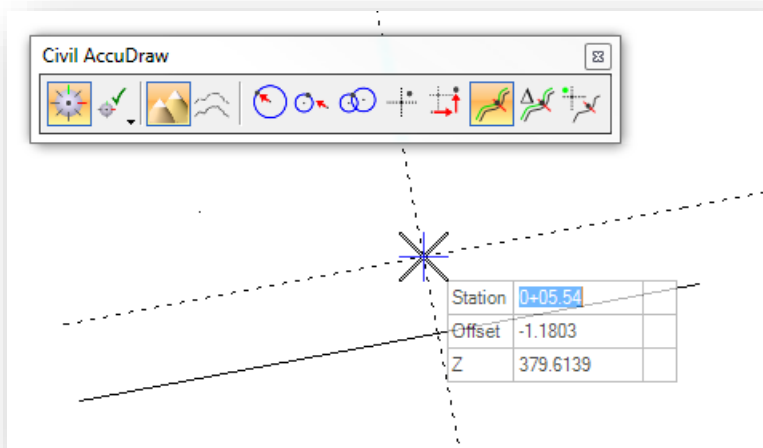 Civil AccuDraw
Station 0+05.54
Offset -1.1803
Z 379.6139